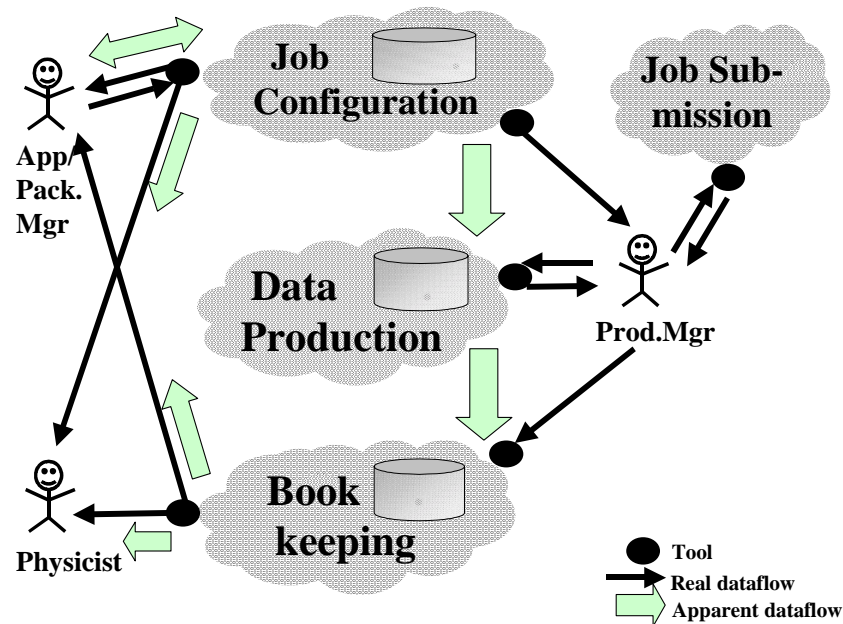 Job
Configuration
Job Sub-
mission
App/
Pack.
Mgr
Data
Production
Prod.Mgr
Book
keeping
Physicist
Tool
Real dataflow
Apparent dataflow